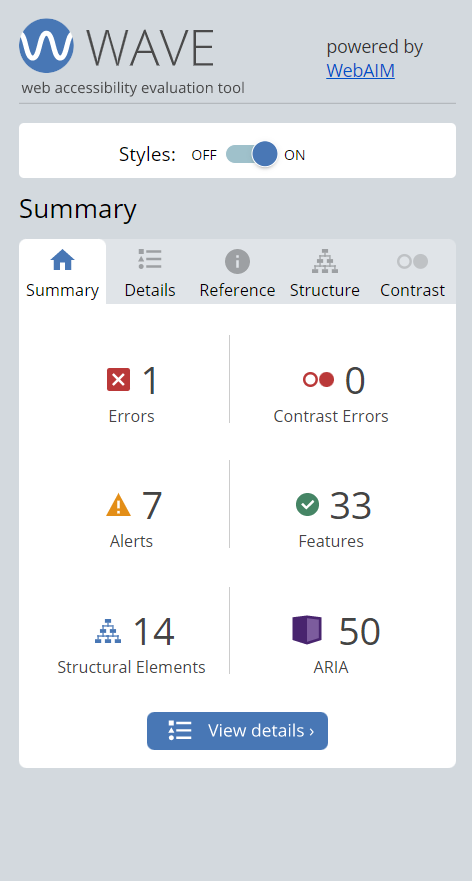 WAVE
web accessibility evaluation tool
powered by
WebAIM
Styles: OFF ON
Summary
Summary Details Reference Structure Contrast
1 0
Errors Contrast Errors
7 33
Alerts Features
14 50
Structural Elements ARIA
View details ›